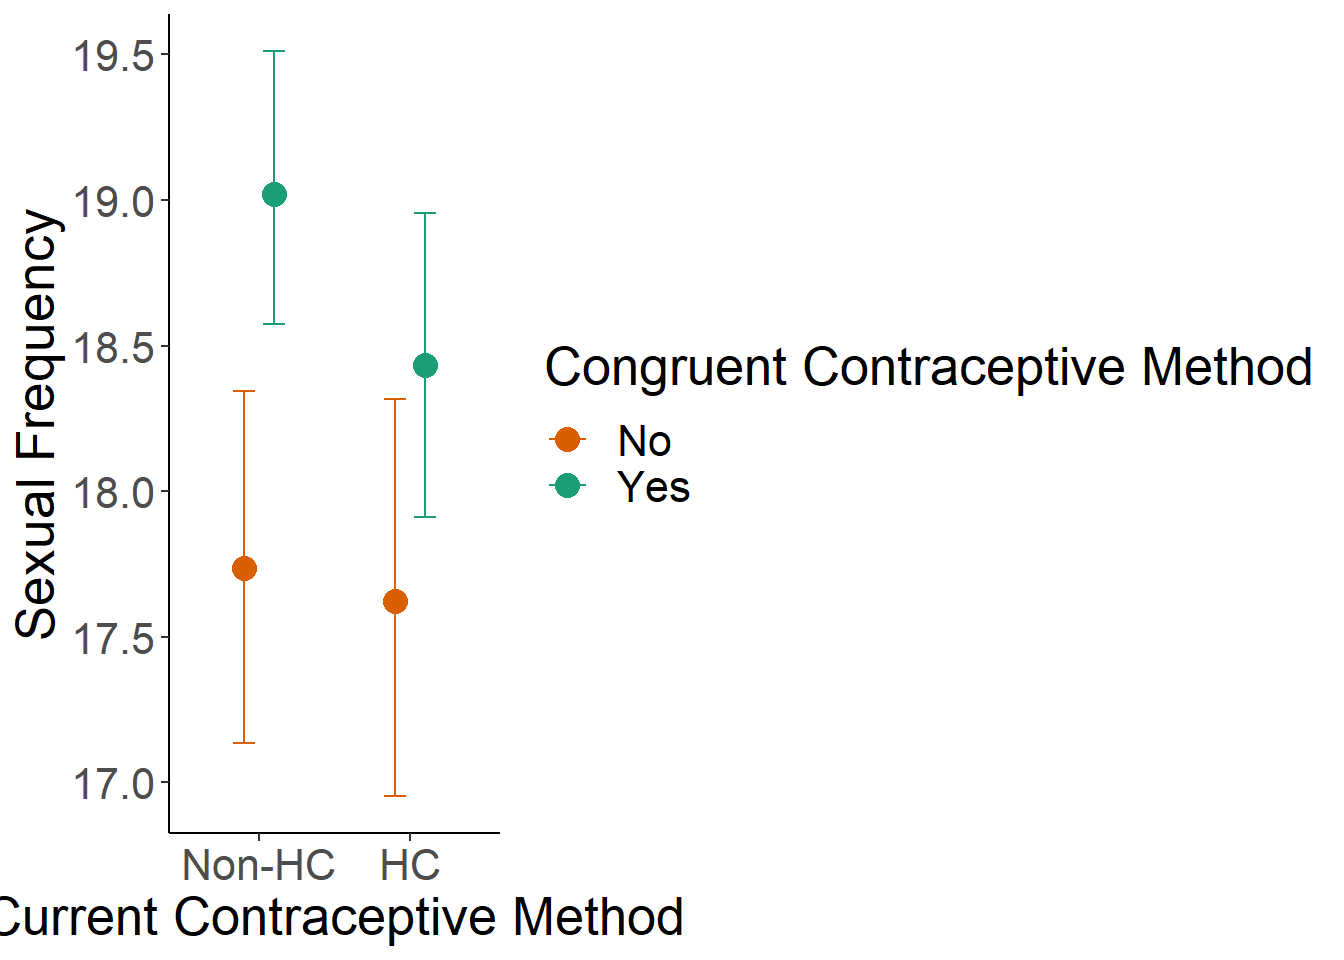 19.5
19.0
18.5
18.0
17.5
17.0
Sexual Frequency
Non-HC HC
Current Contraceptive Method
Congruent Contraceptive Method
No
Yes